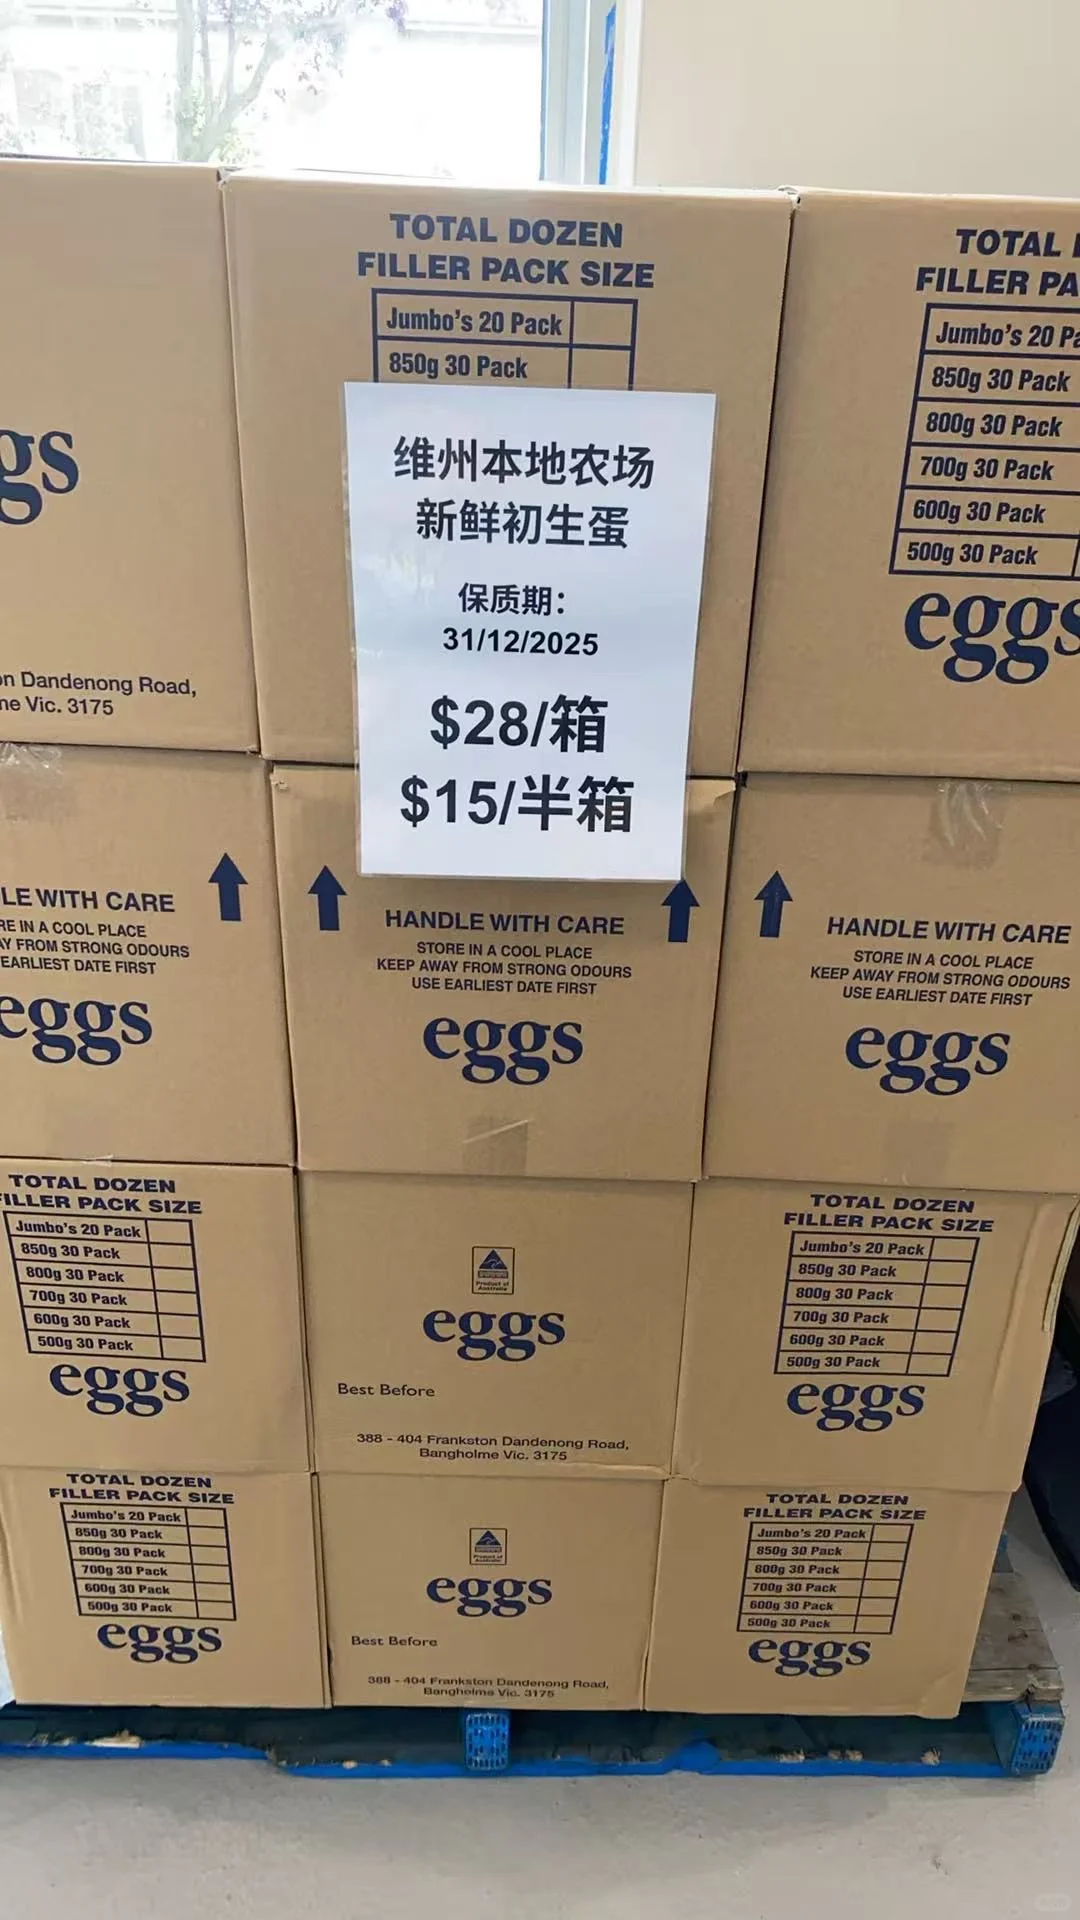 TOTAL DOZEN
FILLER PACK SIZE
Jumbo's 20 Pack
850g 30 Pack
维州本地农场
新鲜初生蛋
保质期：
31/12/2025
$28/箱
$15/半箱
TOTAL
FILLER
Jumbo's 20
850g 30 Pack
800g 30 Pack
700g 30 Pack
600g 30 Pack
500g 30 Pack
eggs
gs
Dandenong Road,
Vic. 3175
WITH CARE
IN A COOL PLACE
FROM STRONG ODOURS
EARLIEST DATE FIRST
eggs
HANDLE WITH CARE
STORE IN A COOL PLACE
KEEP AWAY FROM STRONG ODOURS
USE EARLIEST DATE FIRST
eggs
HANDLE WITH CARE
STORE IN A COOL PLACE
KEEP AWAY FROM STRONG ODOURS
USE EARLIEST DATE FIRST
eggs
TOTAL DOZEN
FILLER PACK SIZE
Jumbo's 20 Pack
850g 30 Pack
800g 30 Pack
700g 30 Pack
600g 30 Pack
500g 30 Pack
eggs
Product of
Australia
eggs
Best Before
388 - 404 Frankston Dandenong Road,
Bangholme Vic. 3175
TOTAL DOZEN
FILLER PACK SIZE
Jumbo's 20 Pack
850g 30 Pack
800g 30 Pack
700g 30 Pack
600g 30 Pack
500g 30 Pack
eggs
TOTAL DOZEN
FILLER PACK SIZE
Jumbo's 20 Pack
850g 30 Pack
800g 30 Pack
700g 30 Pack
600g 30 Pack
500g 30 Pack
eggs
Product of
Australia
eggs
Best Before
388 - 404 Frankston Dandenong Road,
Bangholme Vic. 3175
TOTAL DOZEN
FILLER PACK SIZE
Jumbo's 20 Pack
850g 30 Pack
800g 30 Pack
700g 30 Pack
600g 30 Pack
500g 30 Pack
eggs